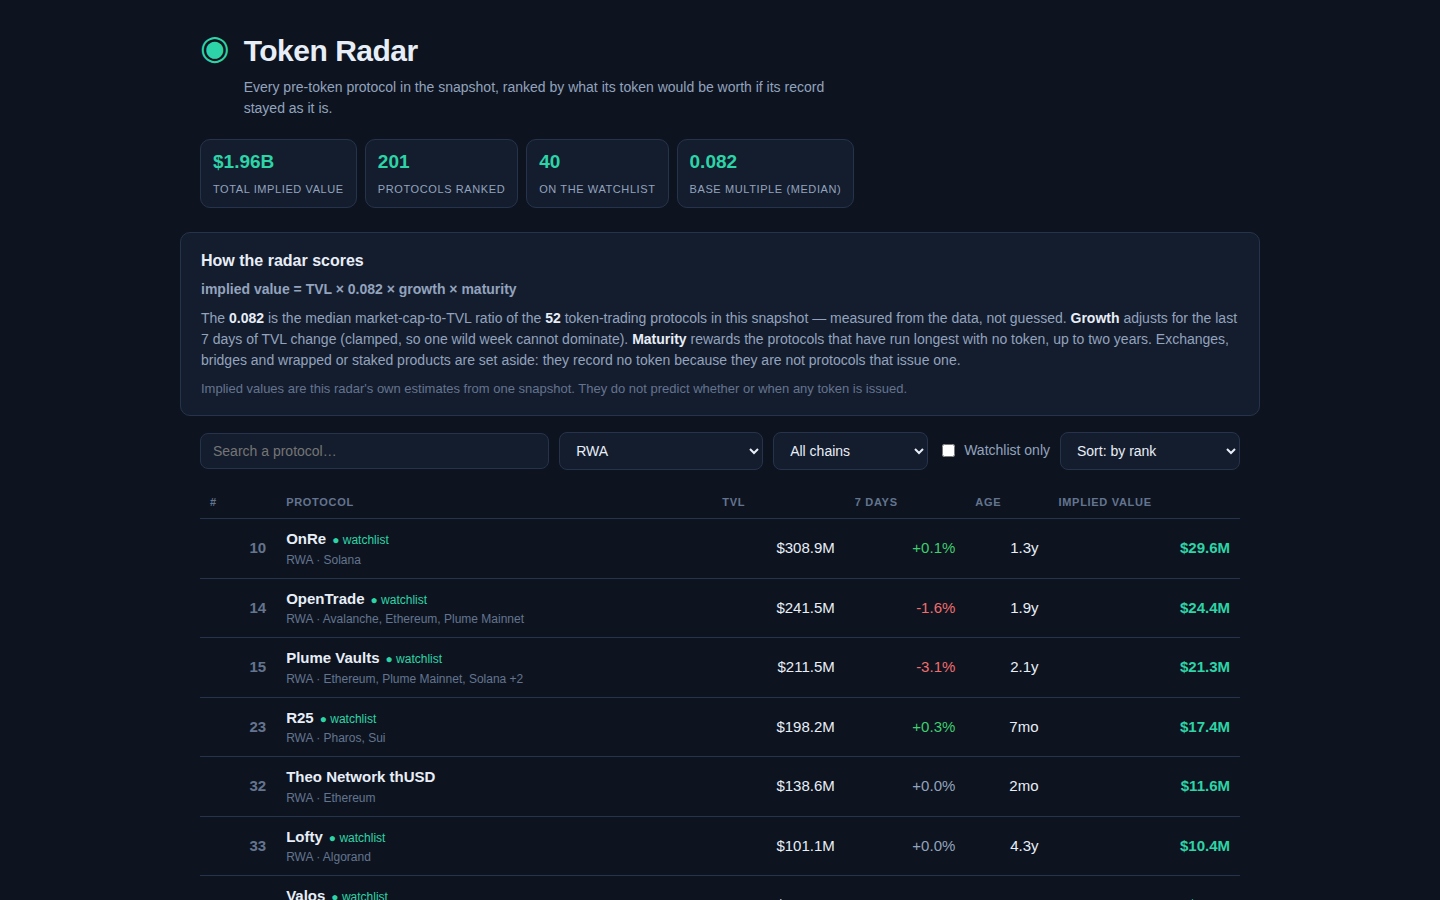 Token Radar
Every pre-token protocol in the snapshot, ranked by what its token would be worth if its record
stayed as it is.
$1.96B
TOTAL IMPLIED VALUE
201
PROTOCOLS RANKED
40
ON THE WATCHLIST
0.082
BASE MULTIPLE (MEDIAN)
How the radar scores
implied value = TVL × 0.082 × growth × maturity
The 0.082 is the median market-cap-to-TVL ratio of the 52 token-trading protocols in this snapshot — measured from the data, not guessed. Growth adjusts for the last
7 days of TVL change (clamped, so one wild week cannot dominate). Maturity rewards the protocols that have run longest with no token, up to two years. Exchanges,
bridges and wrapped or staked products are set aside: they record no token because they are not protocols that issue one.
Implied values are this radar's own estimates from one snapshot. They do not predict whether or when any token is issued.
Search a protocol… RWA All chains Watchlist only Sort: by rank
# PROTOCOL TVL 7 DAYS AGE IMPLIED VALUE
10 OnRe ● watchlist $308.9M +0.1% 1.3y $29.6M
RWA · Solana
14 OpenTrade ● watchlist $241.5M -1.6% 1.9y $24.4M
RWA · Avalanche, Ethereum, Plume Mainnet
15 Plume Vaults ● watchlist $211.5M -3.1% 2.1y $21.3M
RWA · Ethereum, Plume Mainnet, Solana +2
23 R25 ● watchlist $198.2M +0.3% 7mo $17.4M
RWA · Pharos, Sui
32 Theo Network thUSD $138.6M +0.0% 2mo $11.6M
RWA · Ethereum
33 Lofty ● watchlist $101.1M +0.0% 4.3y $10.4M
RWA · Algorand
Valos ● watchlist